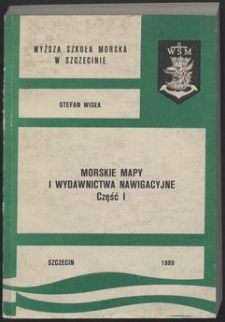 WYŻSZA SZKOŁA MORSKA
W SZCZECINIE
WSM
STEFAN WISŁA
MORSKIE MAPY
I WYDAWNICTWA NAWIGACYJNE
Część I
SZCZECIN 1989